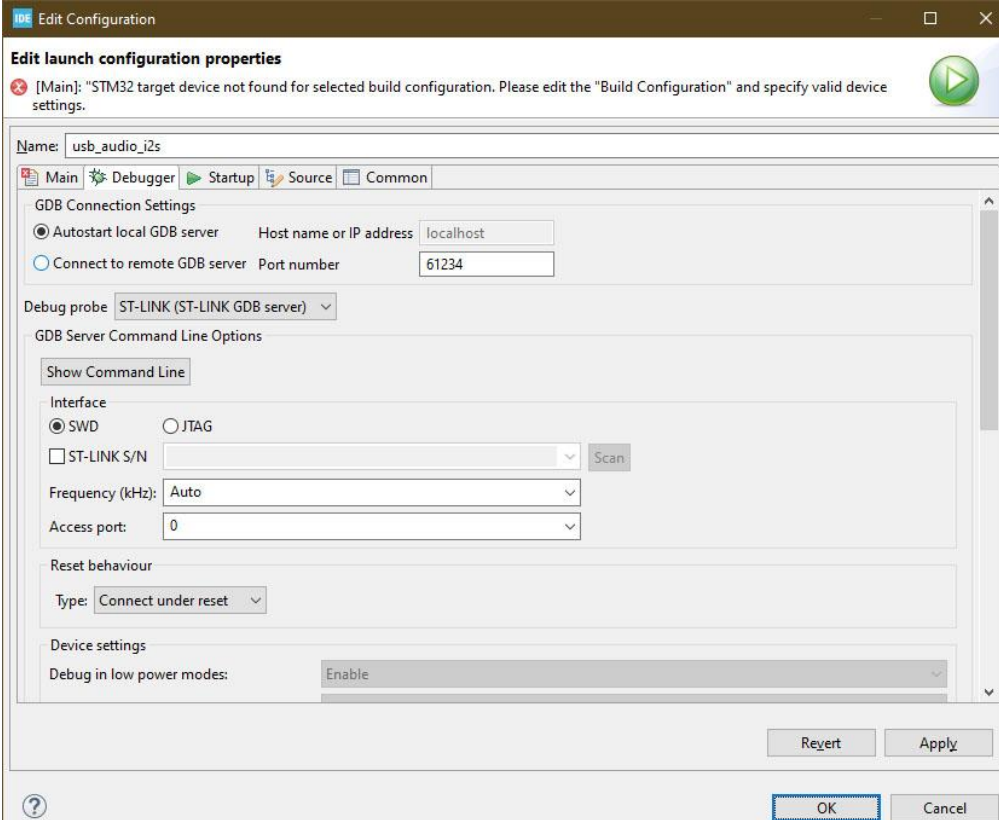 IDE Edit Configuration
Edit launch configuration properties
[Main]: "STM32 target device not found for selected build configuration. Please edit the "Build Configuration" and specify valid device
settings.
Name: usb_audio_i2s
Main Debugger Startup Source Common
GDB Connection Settings
Autostart local GDB server Host name or IP address localhost
Connect to remote GDB server Port number 61234
Debug probe ST-LINK (ST-LINK GDB server)
GDB Server Command Line Options
Show Command Line
Interface
SWD JTAG
ST-LINK S/N Scan
Frequency (kHz): Auto
Access port: 0
Reset behaviour
Type: Connect under reset
Device settings
Debug in low power modes: Enable
Revert Apply
? OK Cancel